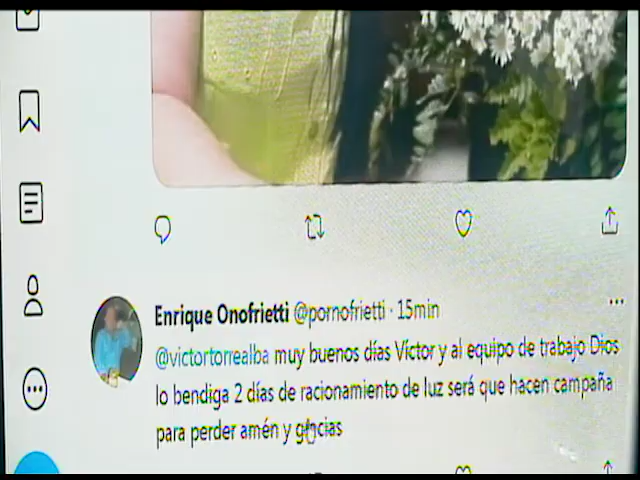 Enrique Onofrietti @pornofrietti · 15min
@victortorrealba muy buenos días Víctor y al equipo de trabajo Dios
lo bendiga 2 días de racionamiento de luz será que hacen campaña
para perder amén y gracias